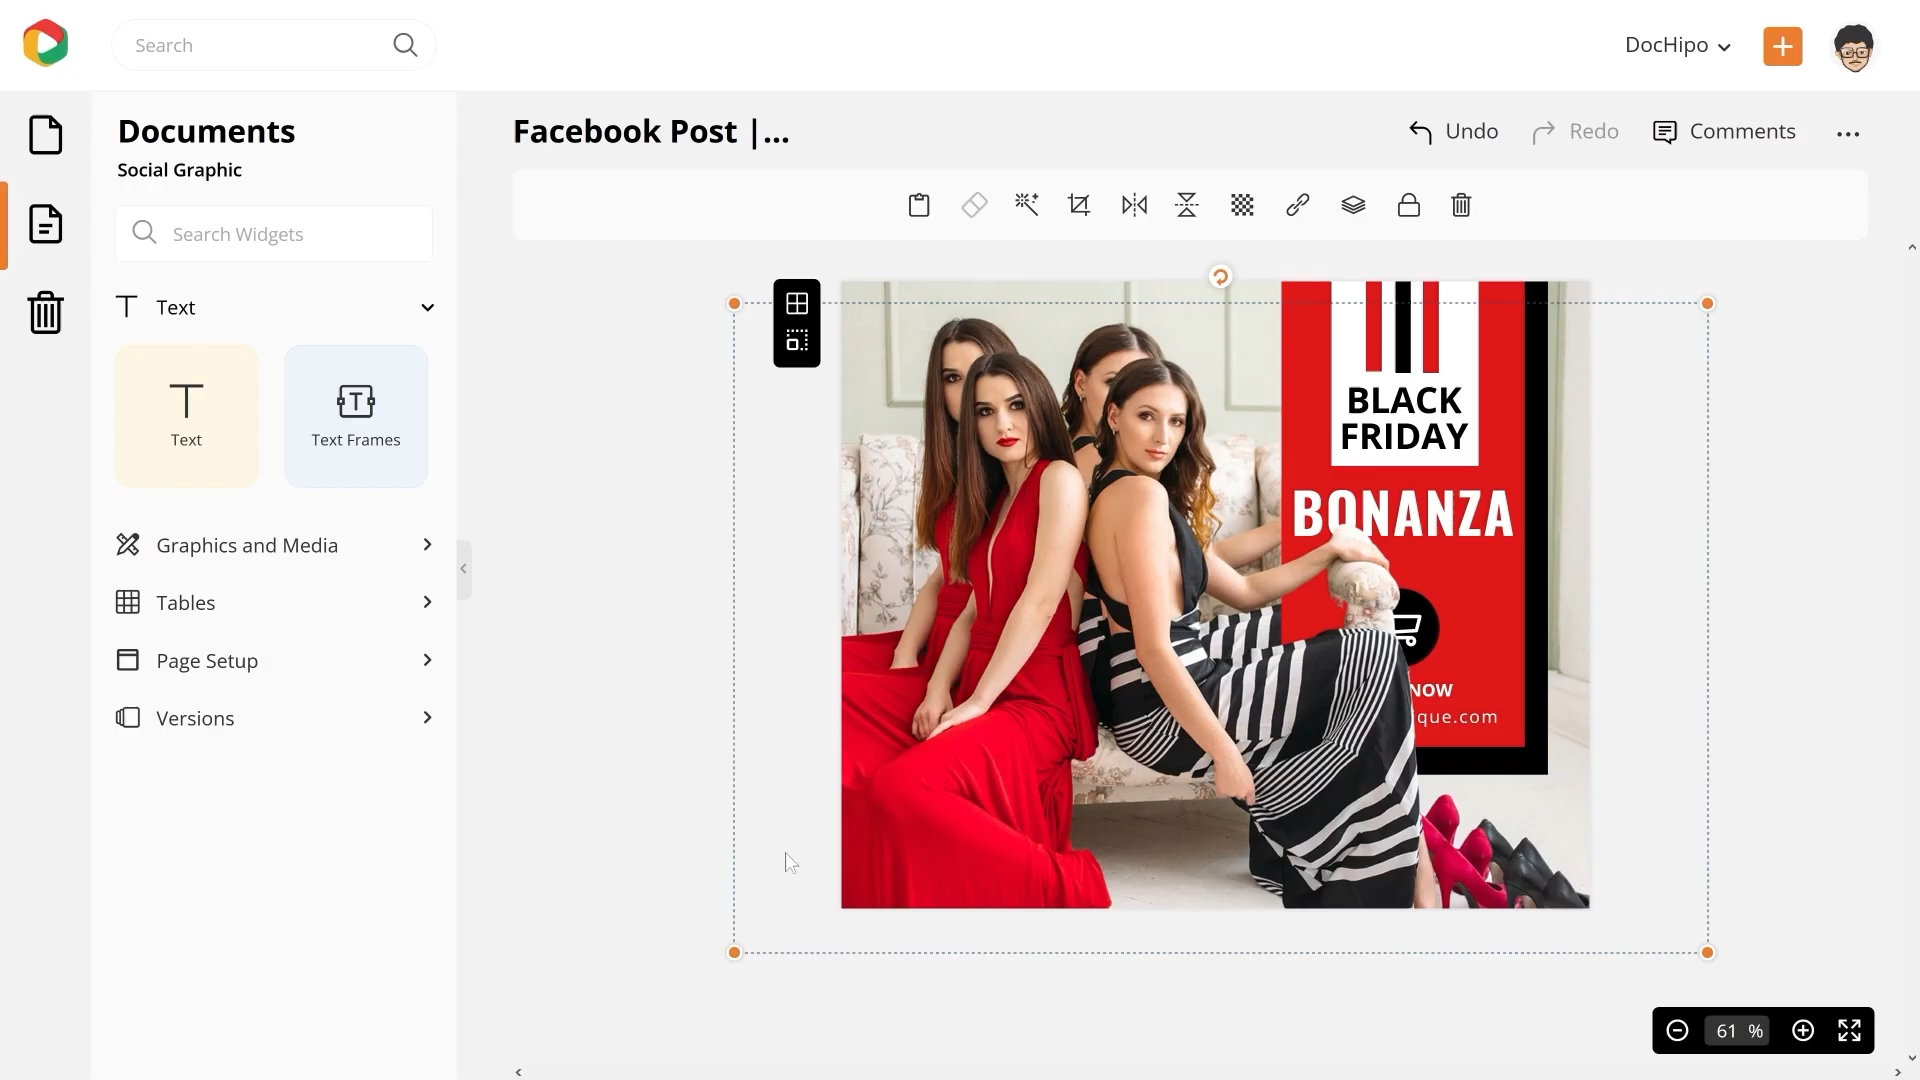 Search
DocHipo
Documents
Social Graphic
Search Widgets
Text
Text
Text Frames
Graphics and Media
Tables
Page Setup
Versions
Facebook Post |...
Undo
Redo
Comments
BLACK
FRIDAY
BONANZA
NOW
que.com
61 %